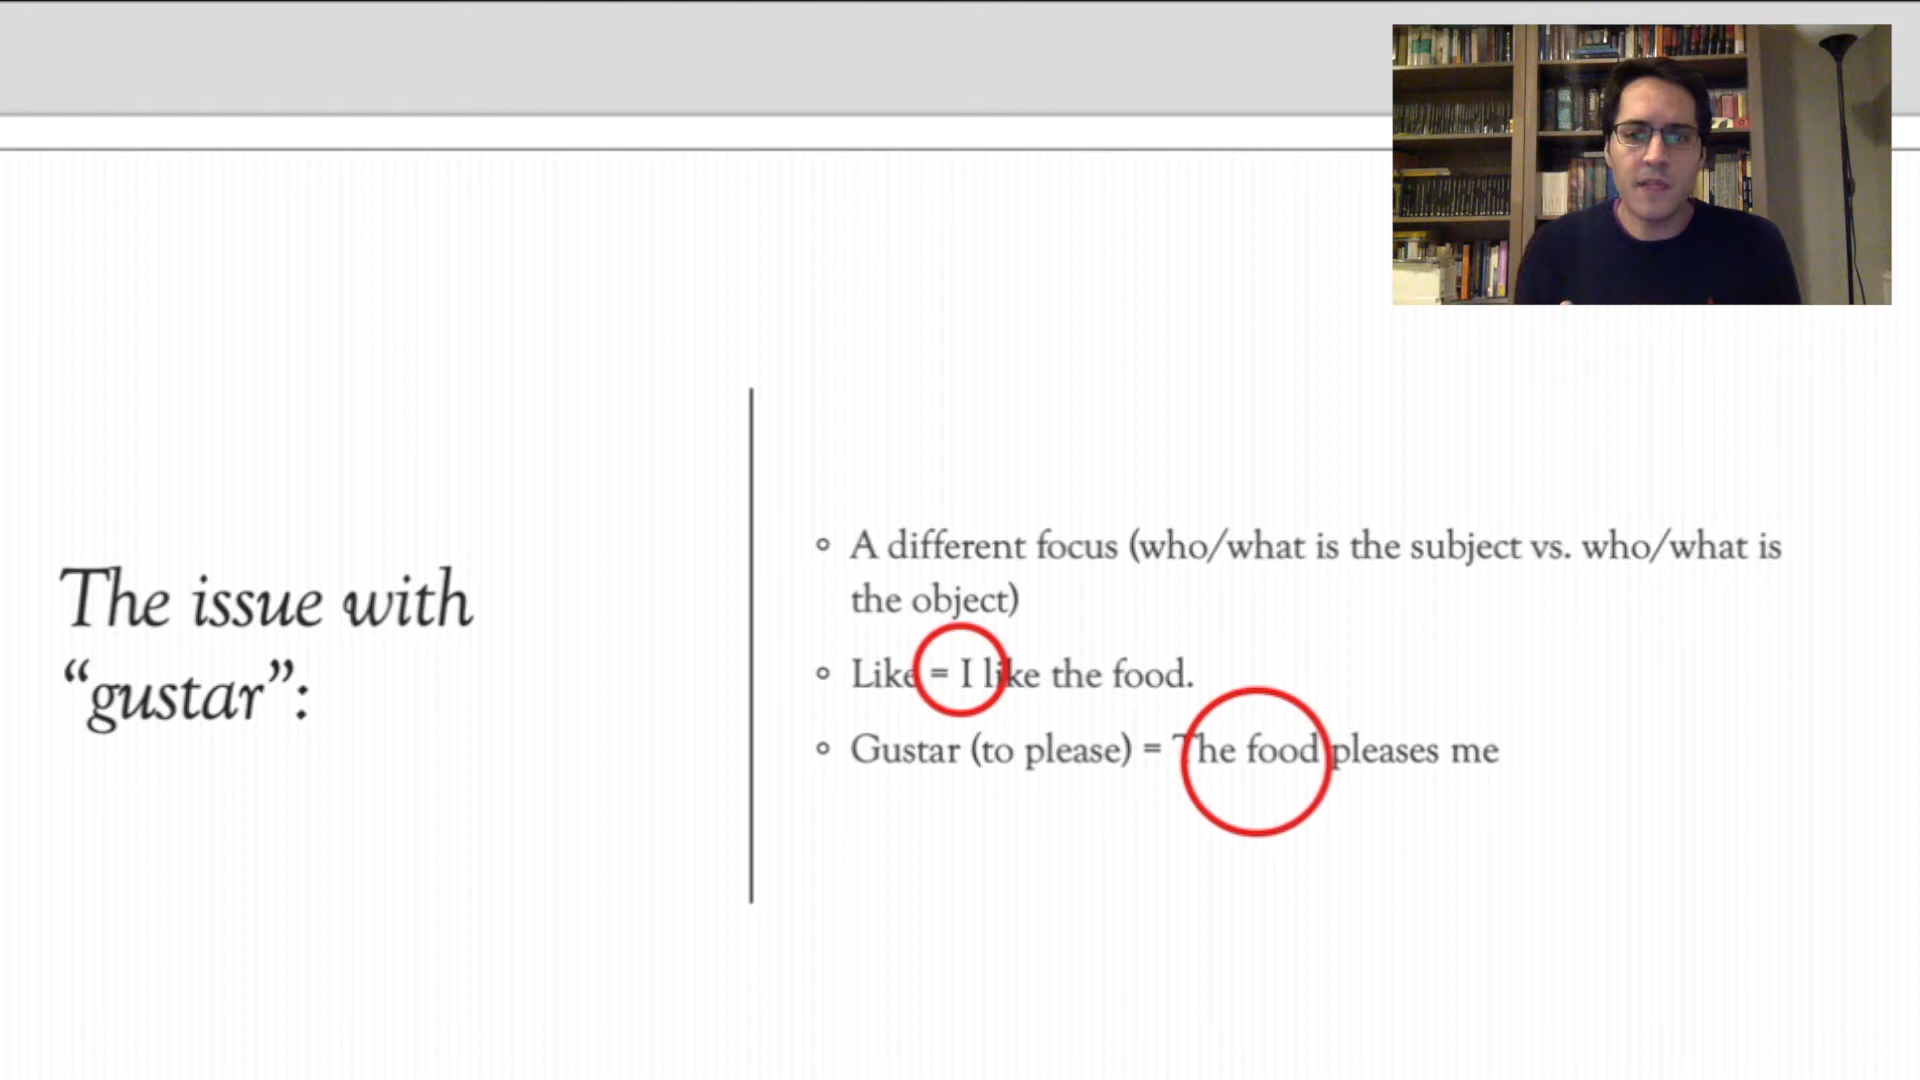 The issue with
“gustar”:
◦ A different focus (who/what is the subject vs. who/what is
the object)
◦ Like = I like the food.
◦ Gustar (to please) = The food pleases me